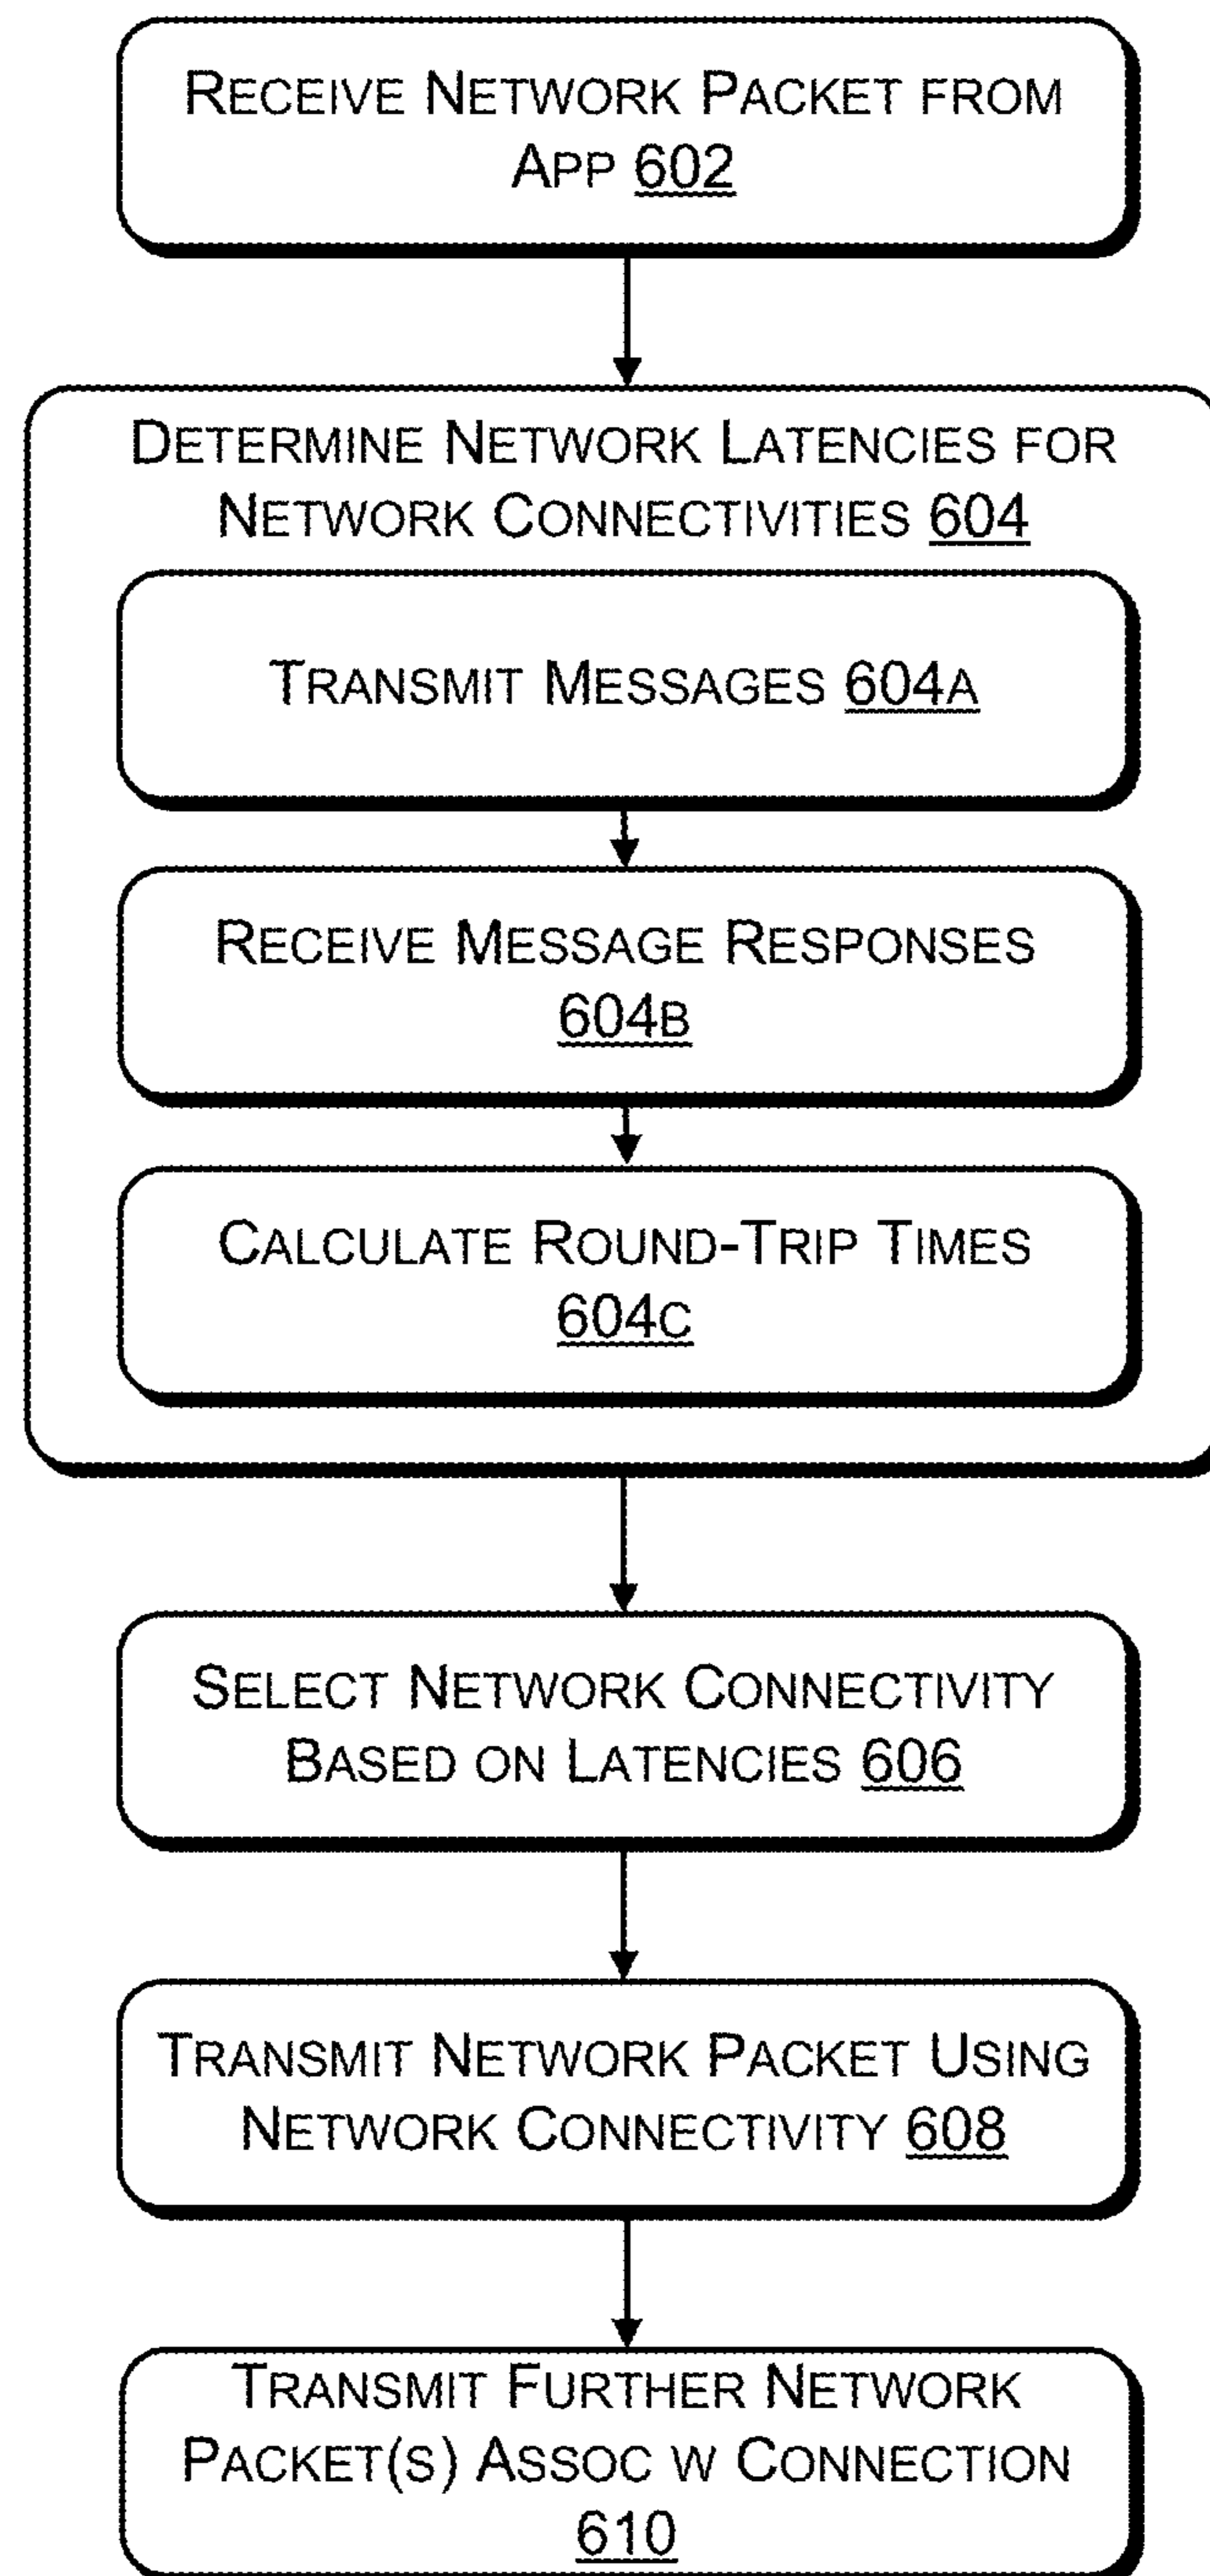 RECEIVE NETWORK PACKET FROM
APP 602
DETERMINE NETWORK LATENCIES FOR
NETWORK CONNECTIVITIES 604
TRANSMIT MESSAGES 604A
RECEIVE MESSAGE RESPONSES
604B
CALCULATE ROUND-TRIP TIMES
604C
SELECT NETWORK CONNECTIVITY
BASED ON LATENCIES 606
TRANSMIT NETWORK PACKET USING
NETWORK CONNECTIVITY 608
TRANSMIT FURTHER NETWORK
PACKET(S) ASSOC W CONNECTION
610